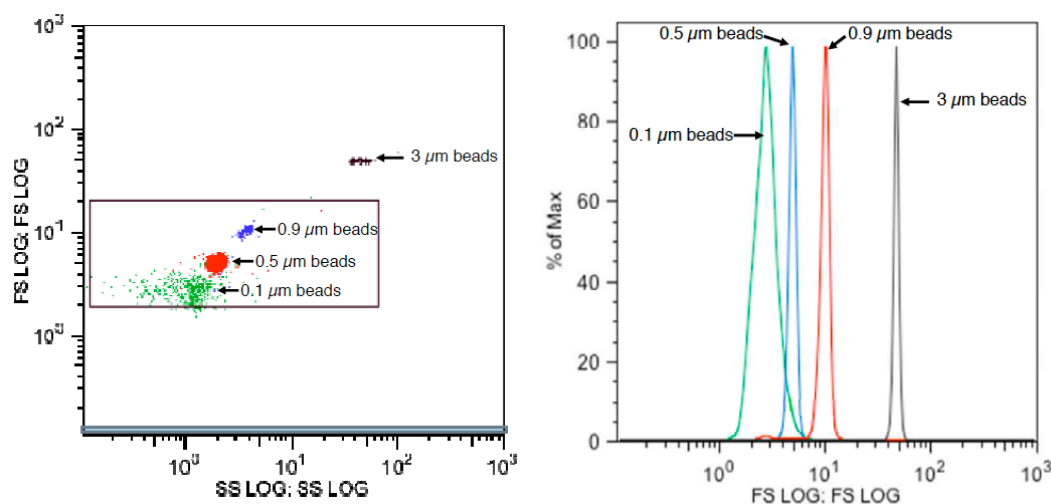 10³
10²
10¹
10⁰
FS LOG; FS LOG
3 µm beads
0.9 µm beads
0.5 µm beads
0.1 µm beads
10⁰ 10¹ 10² 10³
SS LOG; SS LOG
100
80
60
40
20
0
% of Max
0.5 µm beads
0.9 µm beads
3 µm beads
0.1 µm beads
10⁰ 10¹ 10² 10³
FS LOG; FS LOG